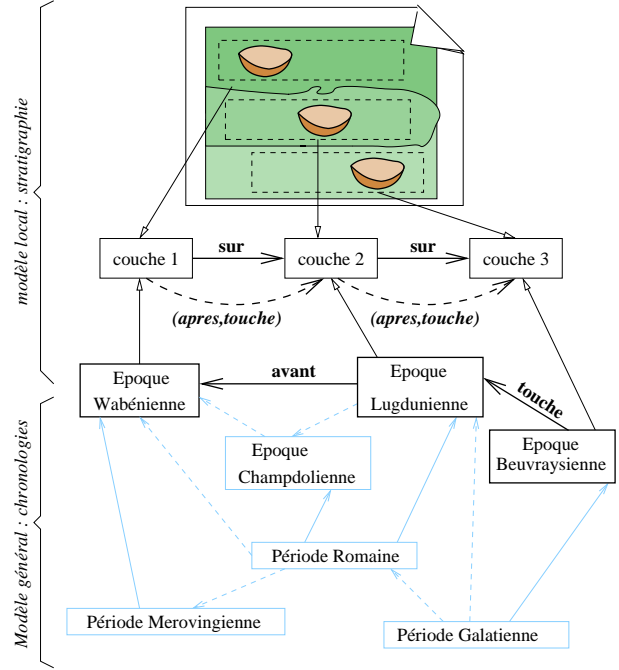 modèle local : stratigraphie
sur
sur
couche 1
couche 2
couche 3
(apres,touche)
(apres,touche)
avant
Epoque
Wabénienne
Epoque
Lugdunienne
touche
Modèle général : chronologies
Epoque
Champdolienne
Epoque
Beuvraysienne
Période Romaine
Période Merovingienne
Période Galatienne